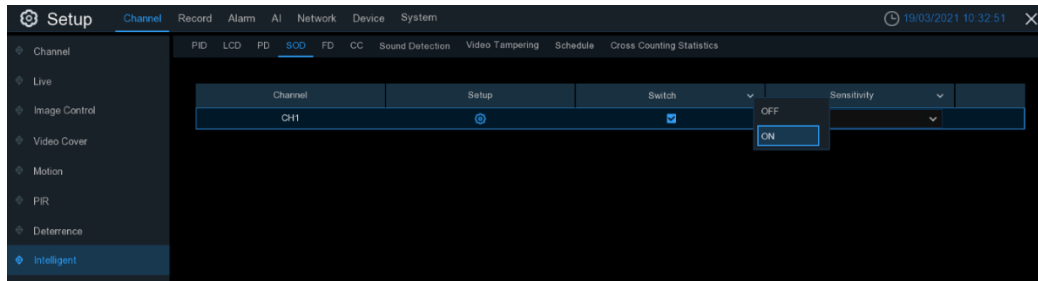 Setup Channel Record Alarm AI Network Device System 19/03/2021 10:32:51
Channel
PID LCD PD SOD FD CC Sound Detection Video Tampering Schedule Cross Counting Statistics
Live
Image Control
Video Cover
Motion
PIR
Deterrence
Intelligent
Channel Setup Switch Sensitivity
CH1
OFF
ON